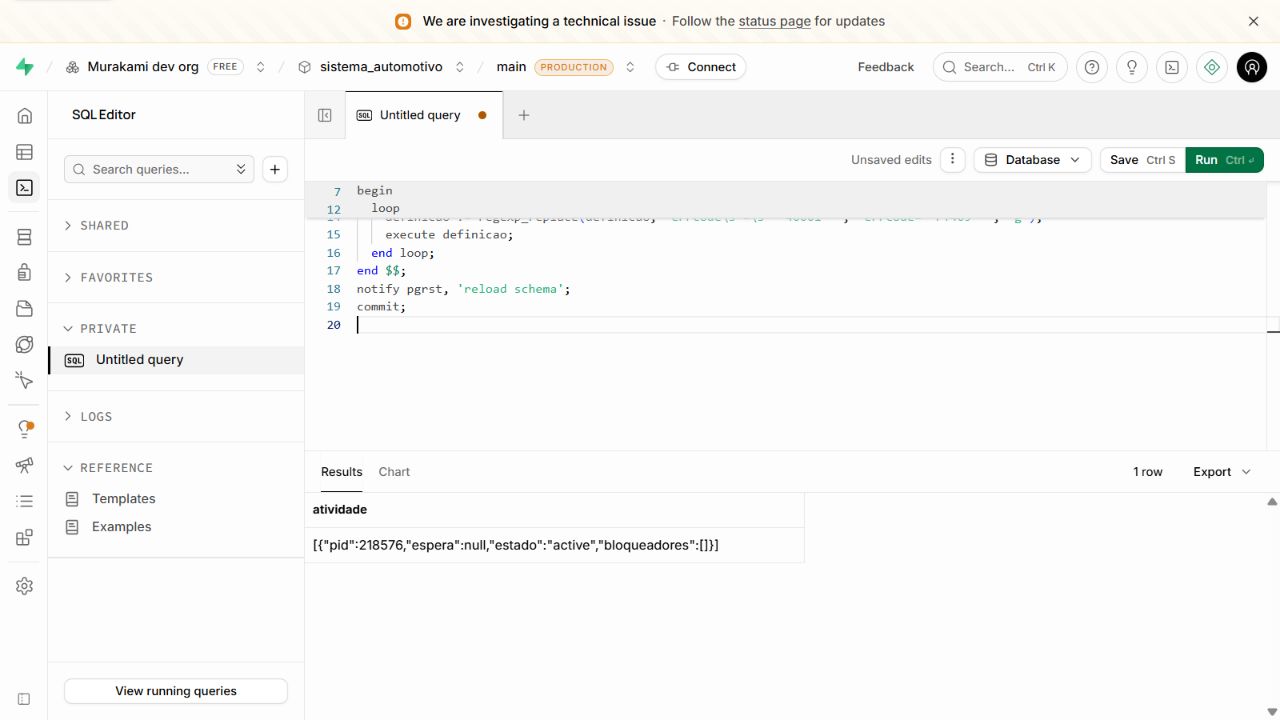 We are investigating a technical issue · Follow the status page for updates
Murakami dev org FREE / sistema_automotivo / main PRODUCTION Connect Feedback Search... Ctrl K
SQL Editor
Untitled query
Unsaved edits Database Save Ctrl S Run Ctrl ↵
Search queries...
SHARED
FAVORITES
PRIVATE
SQL Untitled query
LOGS
REFERENCE
Templates
Examples
View running queries
7 begin
12 loop
15 execute definicao;
16 end loop;
17 end $$;
18 notify pgrst, 'reload schema';
19 commit;
20
Results Chart 1 row Export
atividade
[{"pid":218576,"espera":null,"estado":"active","bloqueadores":[]}]